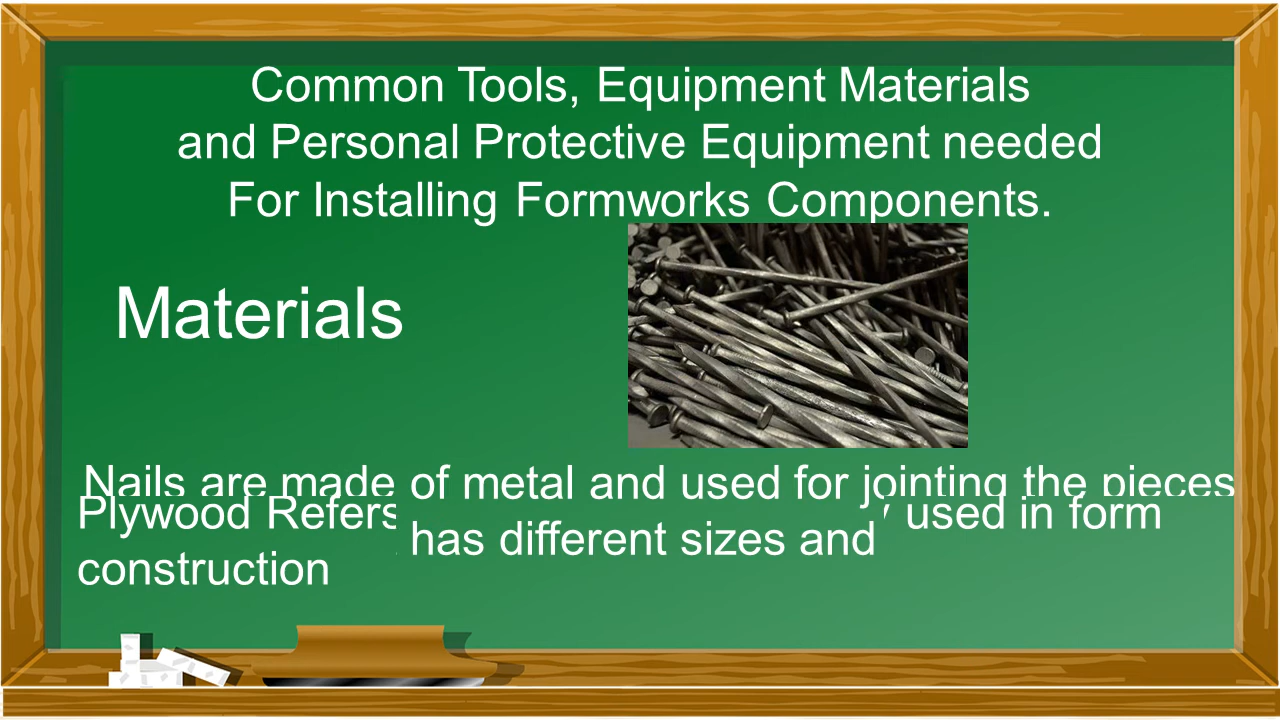 Common Tools, Equipment Materials
and Personal Protective Equipment needed
For Installing Formworks Components.
Materials
Nails are made of metal and used for jointing the pieces
Plywood Refers used in form
has different sizes and
construction